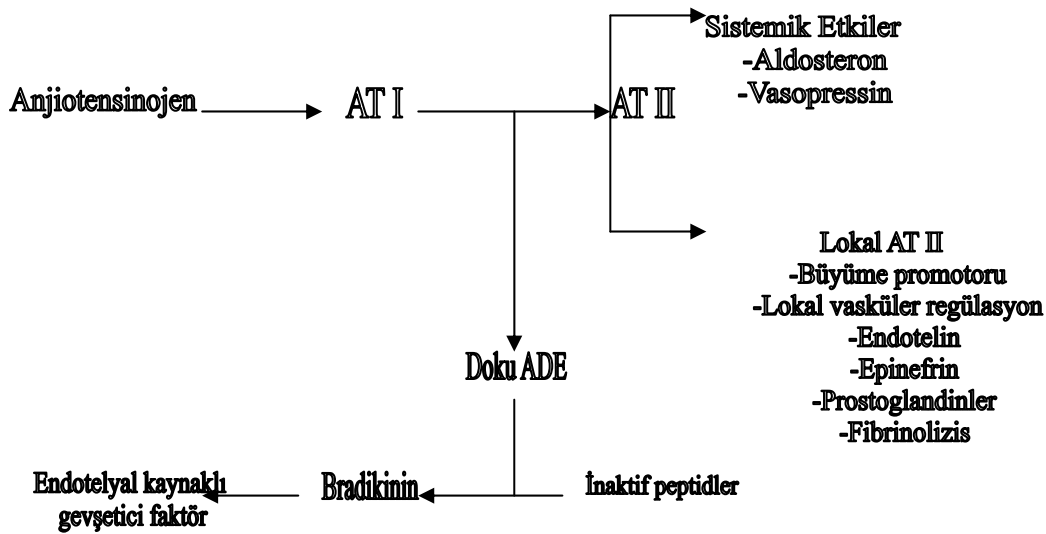 Sistemik Etkiler
-Aldosteron
-Vasopressin
Anjiotensinojen
AT I
AT II
Lokal AT II
-Büyüme promotoru
-Lokal vasküler regülasyon
-Endotelin
-Epinefrin
-Prostoglandinler
-Fibrinolizis
Doku ADE
Endotelyal kaynaklı
gevşetici faktör
Bradikinin
İnaktif peptidler